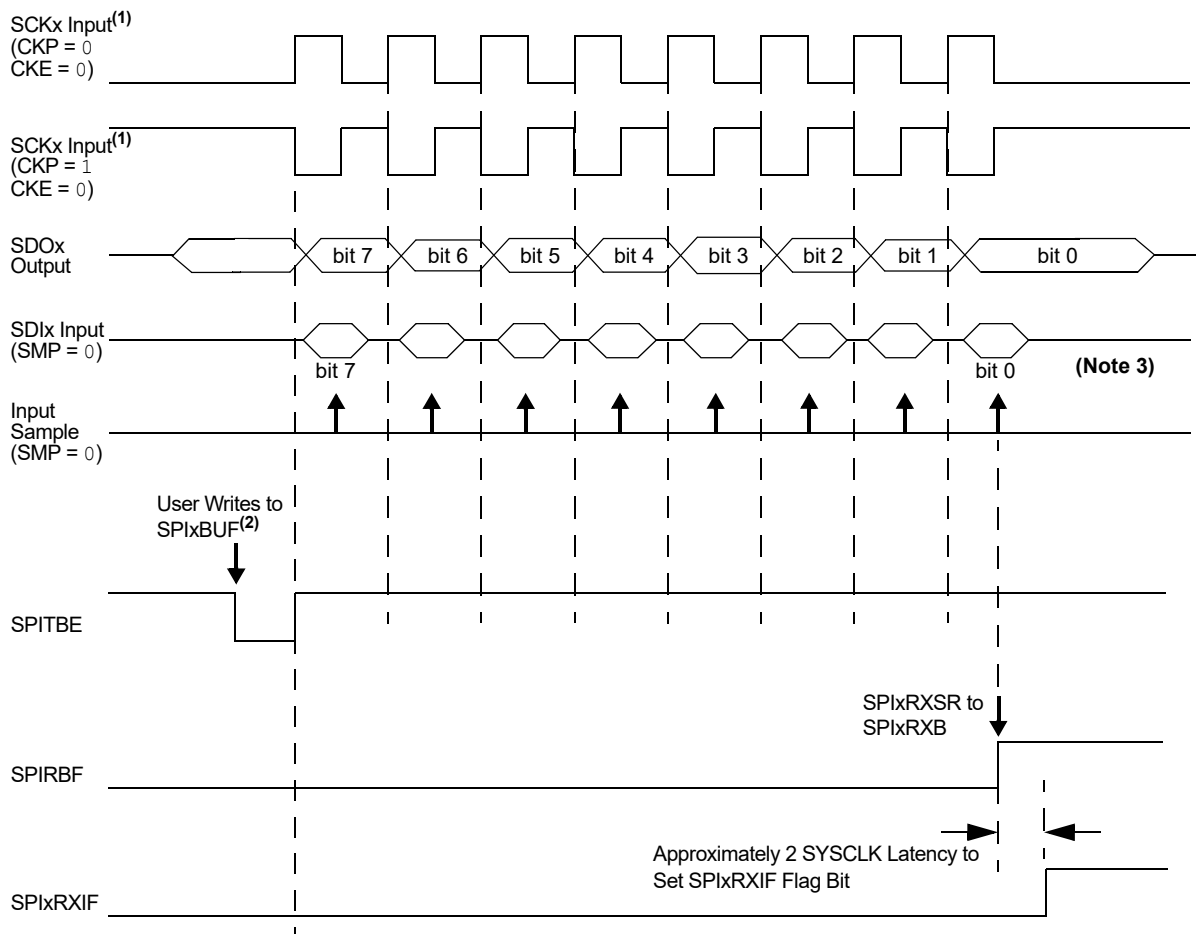 SCKx Input(1)
(CKP = 0
CKE = 0)
SCKx Input(1)
(CKP = 1
CKE = 0)
SDOx
Output
bit 7
bit 6
bit 5
bit 4
bit 3
bit 2
bit 1
bit 0
SDIx Input
(SMP = 0)
bit 7
bit 0
(Note 3)
Input
Sample
(SMP = 0)
User Writes to
SPIxBUF(2)
SPITBE
SPIxRXSR to
SPIxRXB
SPIRBF
Approximately 2 SYSCLK Latency to
Set SPIxRXIF Flag Bit
SPIxRXIF